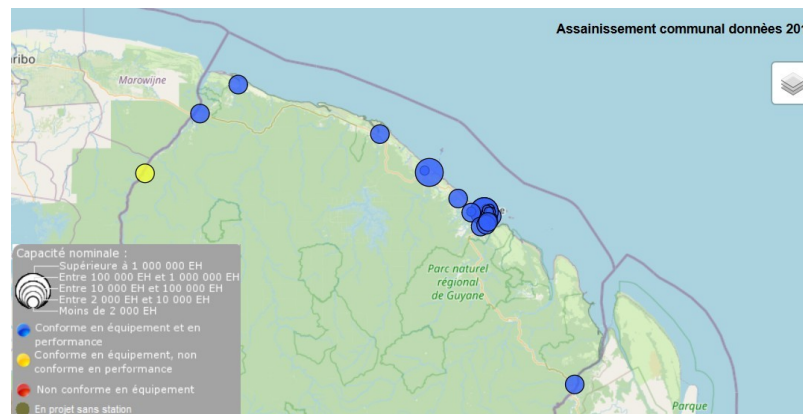 Assainissement communal donnèes 201
ribo
Marowijne
Parc naturel
régional
de Guyane
Capacité nominale :
Supérieure à 1 000 000 EH
Entre 100 000 EH et 1 000 000 EH
Entre 10 000 EH et 100 000 EH
Entre 2 000 EH et 10 000 EH
Moins de 2 000 EH
Conforme en équipement et en
performance
Conforme en équipement, non
conforme en performance
Non conforme en équipement
En projet sans station
Parque